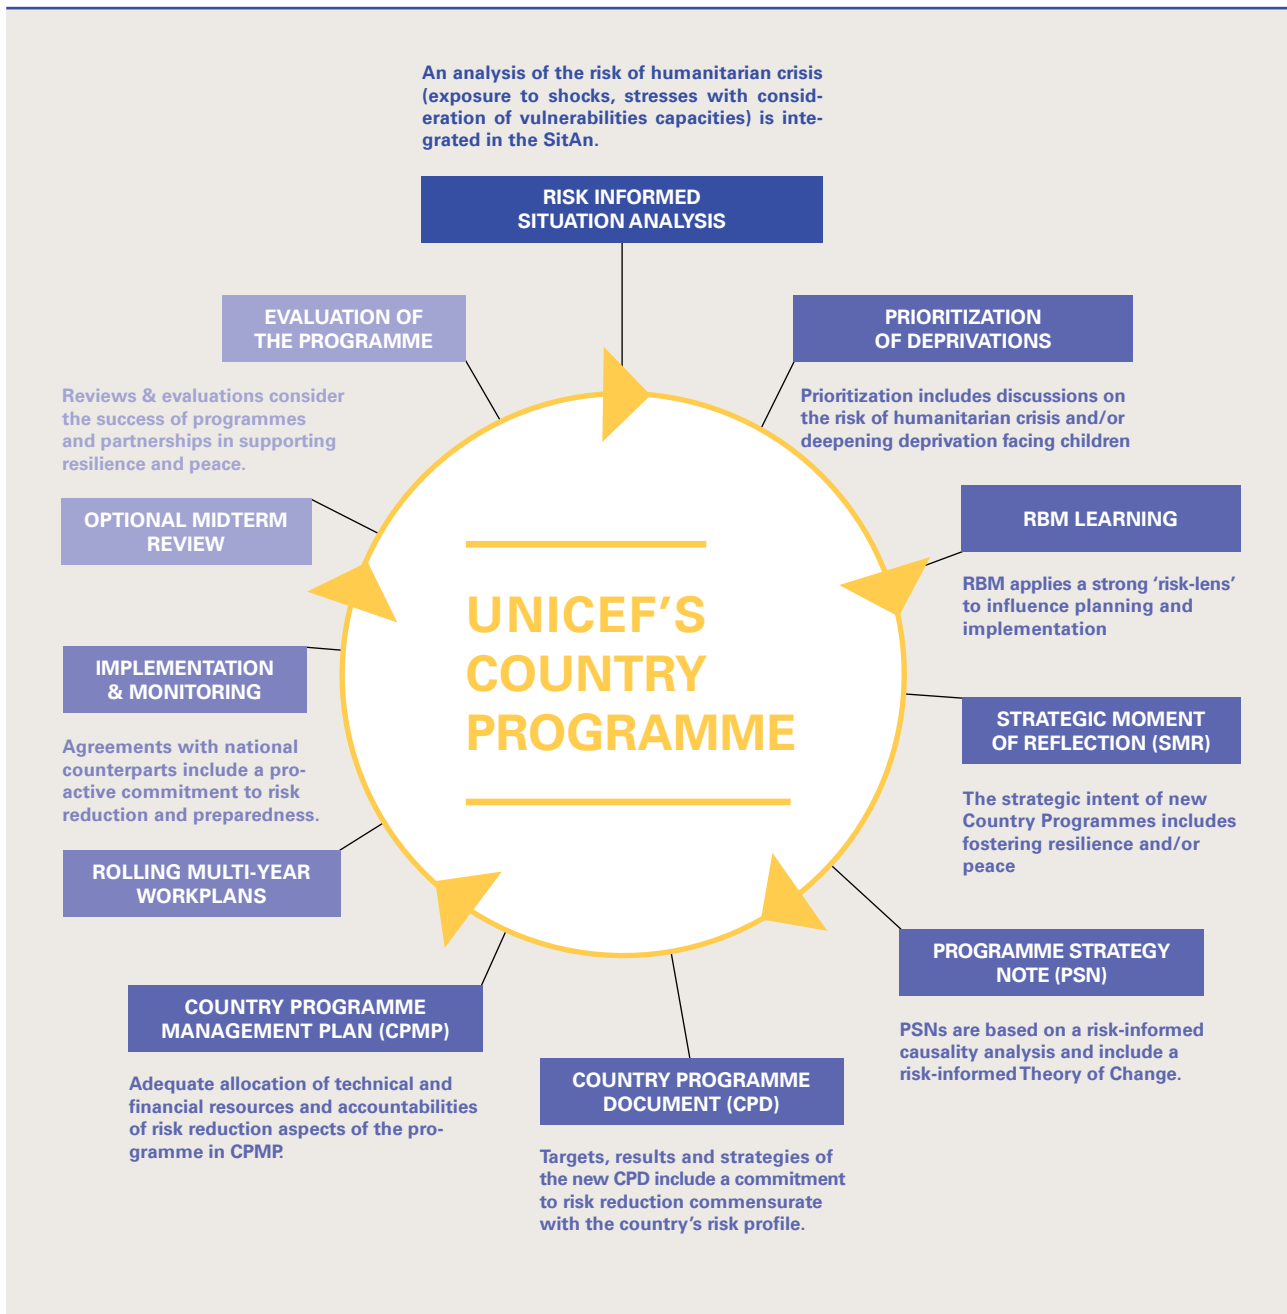 An analysis of the risk of humanitarian crisis
(exposure to shocks, stresses with consid-
eration of vulnerabilities capacities) is inte-
grated in the SitAn.
RISK INFORMED
SITUATION ANALYSIS
PRIORITIZATION
OF DEPRIVATIONS
Prioritization includes discussions on
the risk of humanitarian crisis and/or
deepening deprivation facing children
RBM LEARNING
RBM applies a strong ‘risk-lens’
to influence planning and
implementation
STRATEGIC MOMENT
OF REFLECTION (SMR)
The strategic intent of new
Country Programmes includes
fostering resilience and/or
peace
PROGRAMME STRATEGY
NOTE (PSN)
PSNs are based on a risk-informed
causality analysis and include a
risk-informed Theory of Change.
COUNTRY PROGRAMME
DOCUMENT (CPD)
Targets, results and strategies of
the new CPD include a commitment
to risk reduction commensurate
with the country’s risk profile.
COUNTRY PROGRAMME
MANAGEMENT PLAN (CPMP)
Adequate allocation of technical and
financial resources and accountabilities
of risk reduction aspects of the pro-
gramme in CPMP.
ROLLING MULTI-YEAR
WORKPLANS
IMPLEMENTATION
& MONITORING
Agreements with national
counterparts include a pro-
active commitment to risk
reduction and preparedness.
OPTIONAL MIDTERM
REVIEW
EVALUATION OF
THE PROGRAMME
Reviews & evaluations consider
the success of programmes
and partnerships in supporting
resilience and peace.
UNICEF’S
COUNTRY
PROGRAMME